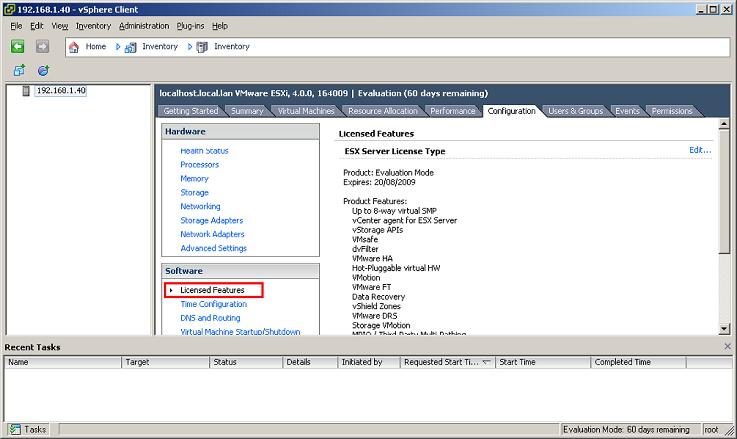 192.168.1.40 - vSphere Client
File Edit View Inventory Administration Plug-ins Help
Home Inventory Inventory
192.168.1.40
localhost.local.lan VMware ESXi, 4.0.0, 164009 | Evaluation (60 days remaining)
Getting Started Summary Virtual Machines Resource Allocation Performance Configuration Users & Groups Events Permissions
Hardware
Health Status
Processors
Memory
Storage
Networking
Storage Adapters
Network Adapters
Advanced Settings
Software
Licensed Features
Time Configuration
DNS and Routing
Virtual Machine Startup/Shutdown
Licensed Features
ESX Server License Type Edit...
Product: Evaluation Mode
Expires: 20/08/2009
Product Features:
Up to 8-way virtual SMP
vCenter agent for ESX Server
vStorage APIs
VMsafe
dvFilter
VMware HA
Hot-Pluggable virtual HW
VMotion
VMware FT
Data Recovery
vShield Zones
VMware DRS
Storage VMotion
MPIO / Third-Party Multi-Pathing
Recent Tasks
Name Target Status Details Initiated by Requested Start Ti... Start Time Completed Time
Tasks Evaluation Mode: 60 days remaining root